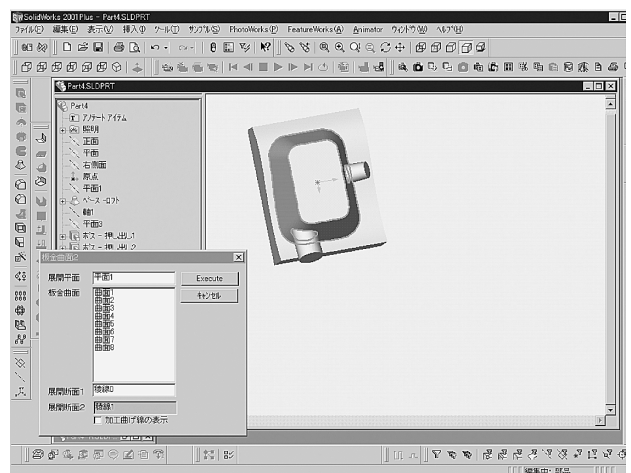 SolidWorks 2001Plus - Part4.SLDPRT
ファイル(F) 編集(E) 表示(V) 挿入(I) ツール(T) サンプル(S) PhotoWorks(P) FeatureWorks(A) Animator ウィンドウ(W) ヘルプ(H)
Part4.SLDPRT
Part4
アノテート アイテム
照明
正面
平面
右側面
原点
平面1
ベース-ロフト
軸1
平面3
ボス - 押し出し1
ボス - 押し出し2
板金曲面2
展開平面 平面1 Execute
板金曲面 曲面1 キャンセル
曲面2
曲面3
曲面4
曲面5
曲面6
曲面7
曲面8
展開断面1 稜線0
展開断面2 稜線1
加工曲げ線の表示
編集中: 部品